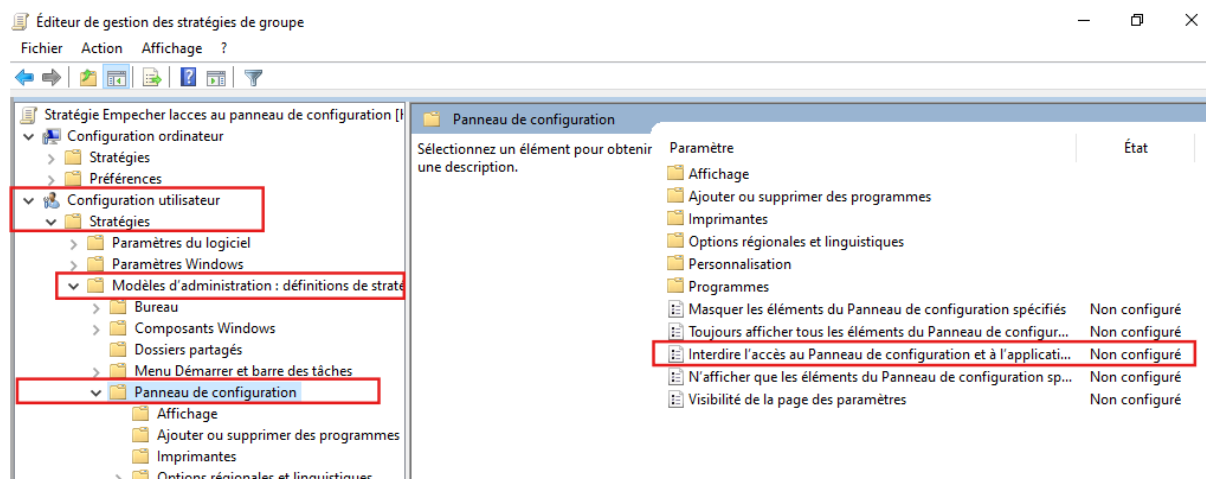 Éditeur de gestion des stratégies de groupe
Fichier Action Affichage ?
Stratégie Empecher lacces au panneau de configuration [
Configuration ordinateur
Stratégies
Préférences
Configuration utilisateur
Stratégies
Paramètres du logiciel
Paramètres Windows
Modèles d'administration : définitions de strate
Bureau
Composants Windows
Dossiers partagés
Menu Démarrer et barre des tâches
Panneau de configuration
Affichage
Ajouter ou supprimer des programmes
Imprimantes
Options régionales et linguistiques
Panneau de configuration
Sélectionnez un élément pour obtenir
une description.
Paramètre État
Affichage
Ajouter ou supprimer des programmes
Imprimantes
Options régionales et linguistiques
Personnalisation
Programmes
Masquer les éléments du Panneau de configuration spécifiés Non configuré
Toujours afficher tous les éléments du Panneau de configur... Non configuré
Interdire l'accès au Panneau de configuration et à l'applicati... Non configuré
N'afficher que les éléments du Panneau de configuration sp... Non configuré
Visibilité de la page des paramètres Non configuré